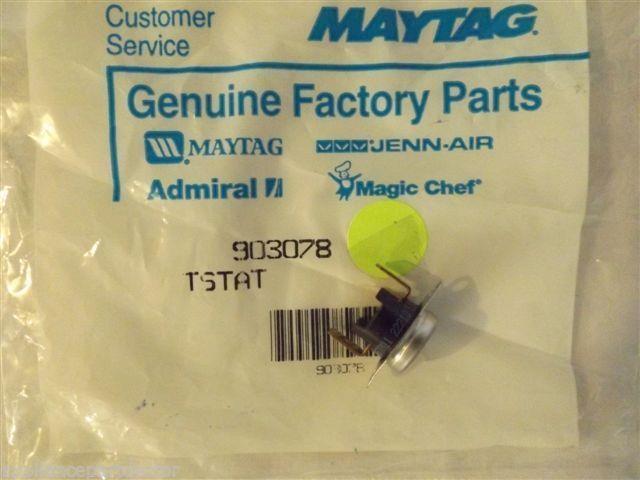 Customer
Service
MAYTAG
Genuine Factory Parts
MAYTAG
JENN-AIR
Admiral
Magic Chef
903078
TSTAT
903078